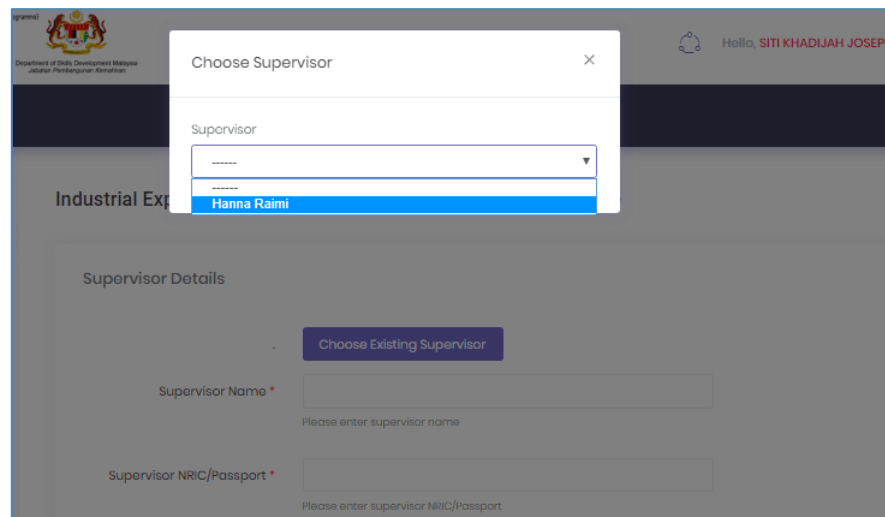 ogramme)
Department of Skills Development Malaysia
Jabatan Pembangunan Kemahiran
Hello, SITI KHADIJAH JOSEP
Choose Supervisor
×
Supervisor
------
------
Hanna Raimi
Industrial Exp
Supervisor Details
.
Choose Existing Supervisor
Supervisor Name *
Please enter supervisor name
Supervisor NRIC/Passport *
Please enter supervisor NRIC/Passport